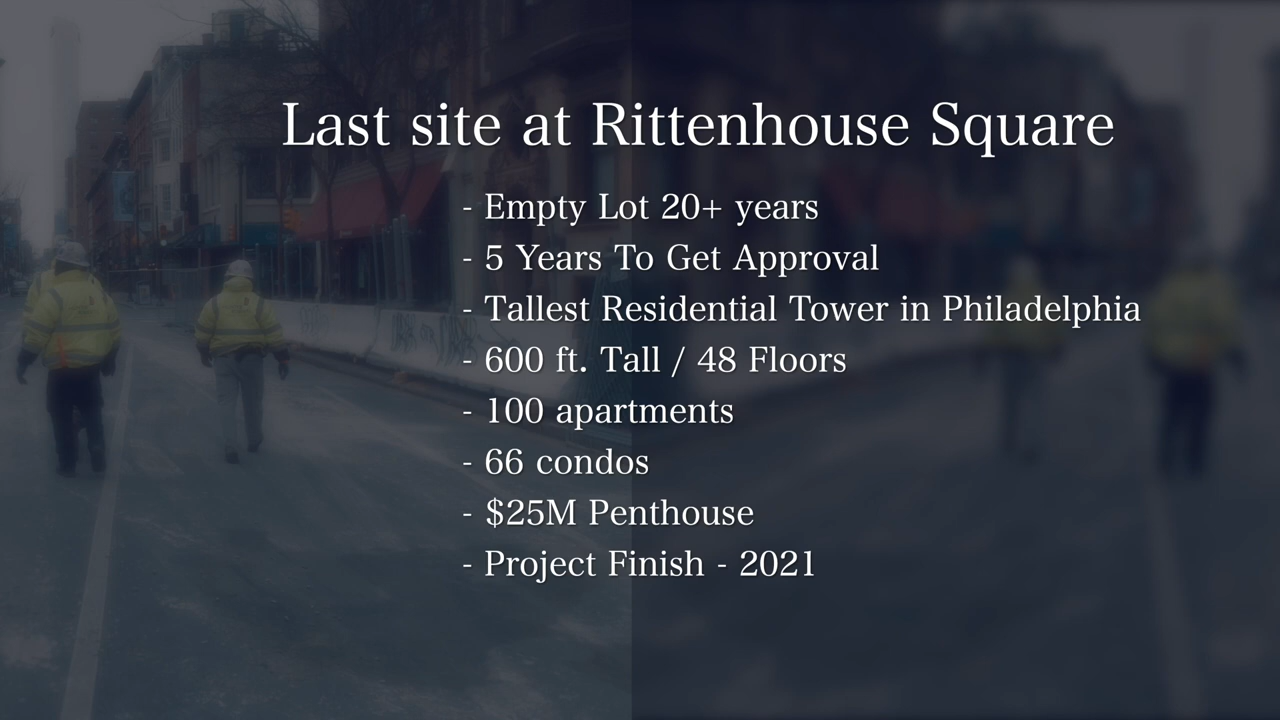 Last site at Rittenhouse Square
- Empty Lot 20+ years
- 5 Years To Get Approval
- Tallest Residential Tower in Philadelphia
- 600 ft. Tall / 48 Floors
- 100 apartments
- 66 condos
- $25M Penthouse
- Project Finish - 2021